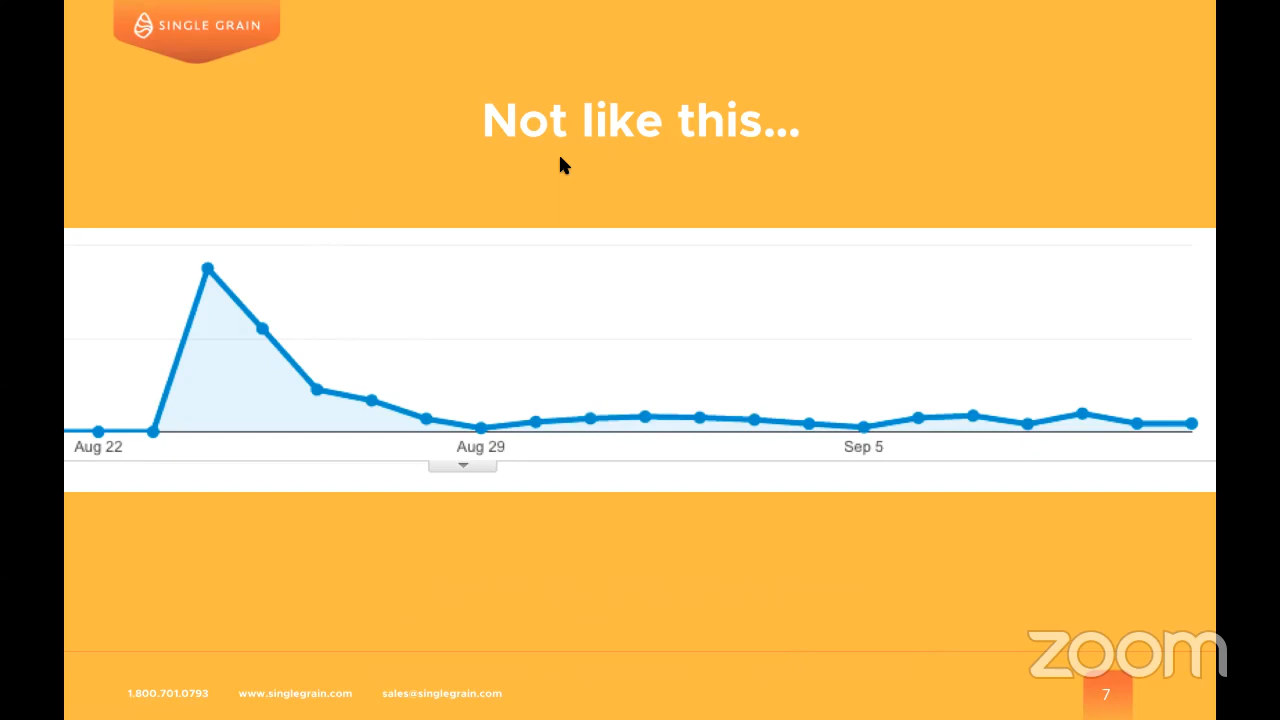 SINGLE GRAIN
Not like this...
Aug 22 Aug 29 Sep 5
zoom
1.800.701.0793 www.singlegrain.com sales@singlegrain.com 7